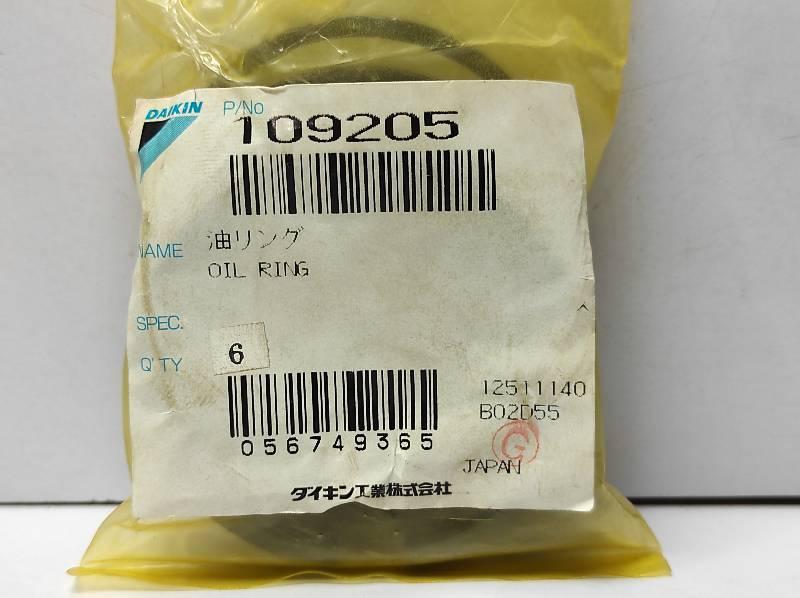 DAIKIN
P/No
109205
NAME 油リング
OIL RING
SPEC.
Q'TY 6
12511140
B02D55
056749365
G
JAPAN
ダイキン工業株式会社